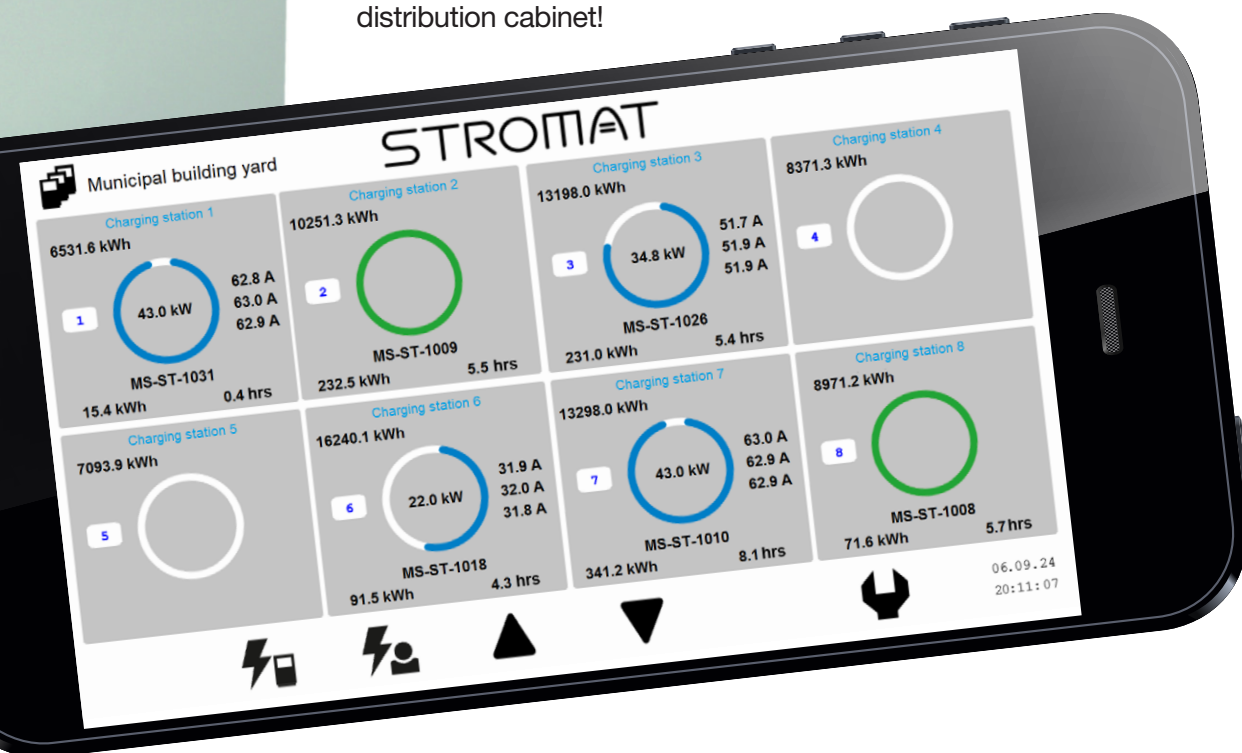 distribution cabinet!
STROMAT
Municipal building yard
Charging station 1
6531.6 kWh
1
43.0 kW
62.8 A
63.0 A
62.9 A
MS-ST-1031
15.4 kWh 0.4 hrs
Charging station 2
10251.3 kWh
2
MS-ST-1009
232.5 kWh 5.5 hrs
Charging station 3
13198.0 kWh
3
34.8 kW
51.7 A
51.9 A
51.9 A
MS-ST-1026
231.0 kWh 5.4 hrs
Charging station 4
8371.3 kWh
4
Charging station 5
7093.9 kWh
5
Charging station 6
16240.1 kWh
6
22.0 kW
31.9 A
32.0 A
31.8 A
MS-ST-1018
91.5 kWh 4.3 hrs
Charging station 7
13298.0 kWh
7
43.0 kW
63.0 A
62.9 A
62.9 A
MS-ST-1010
341.2 kWh 8.1 hrs
Charging station 8
8971.2 kWh
8
MS-ST-1008
71.6 kWh 5.7 hrs
06.09.24
20:11:07